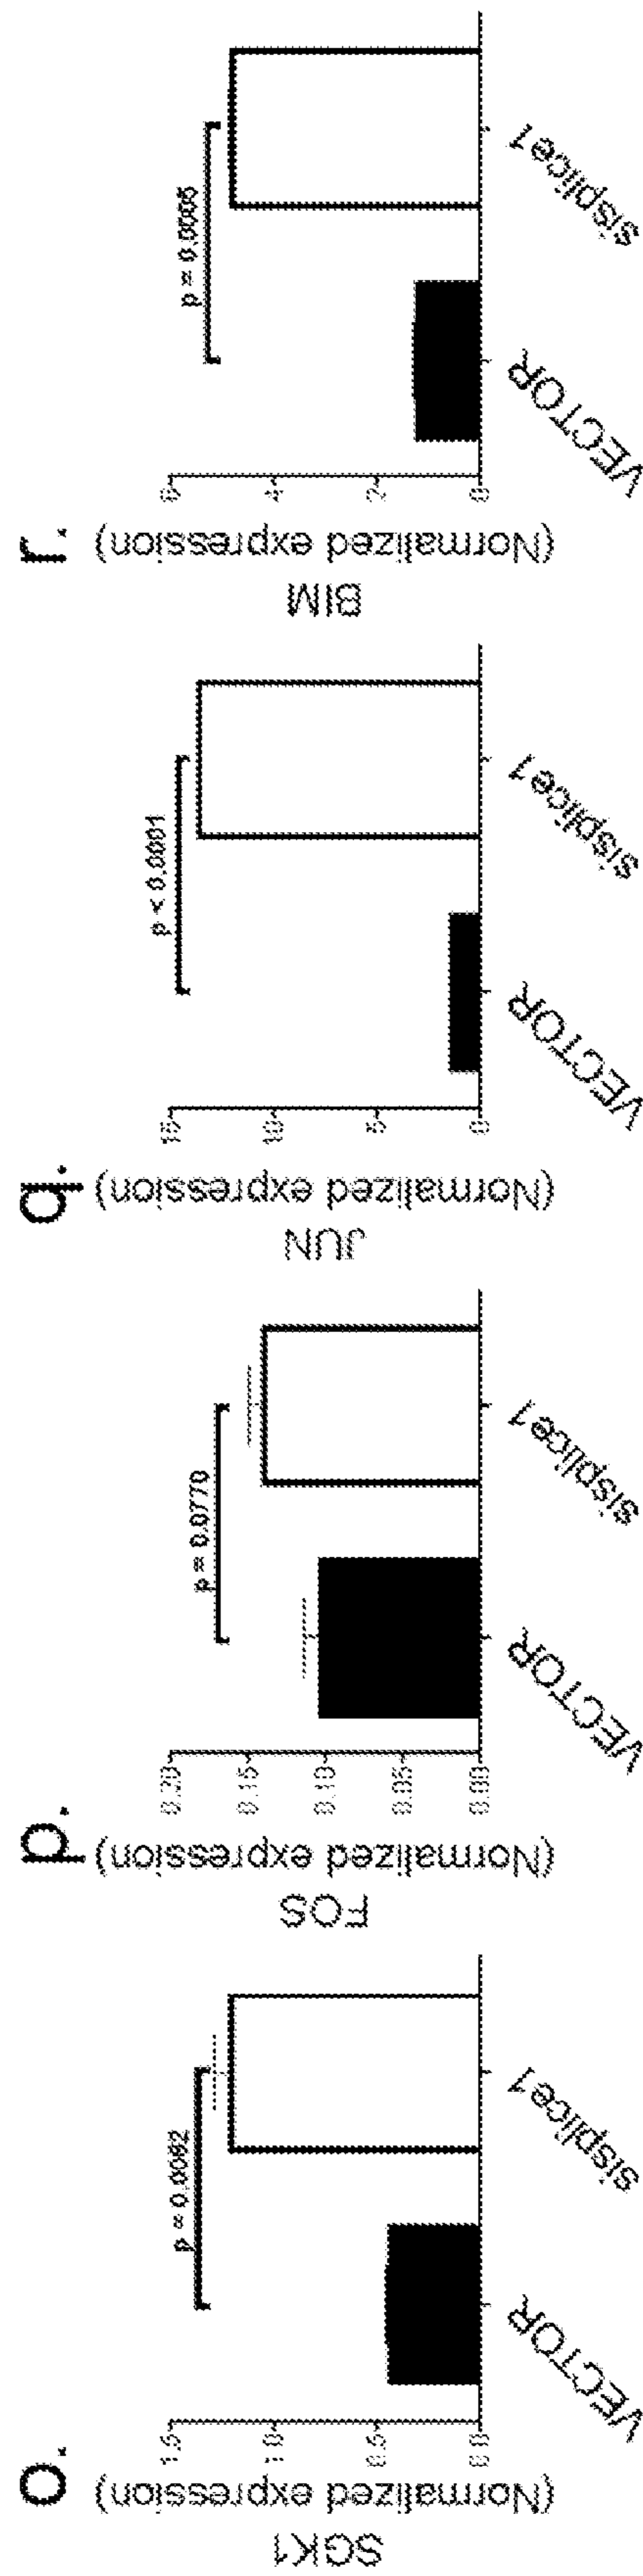 o.
SGK1
(Normalized expression)
1.5
1.0
0.5
0.0
p = 0.0082
VECTOR
sisplice1
p.
FOS
(Normalized expression)
0.20
0.15
0.10
0.05
0.00
p = 0.0770
VECTOR
sisplice1
q.
JUN
(Normalized expression)
15
10
5
0
p < 0.0001
VECTOR
sisplice1
r.
BIM
(Normalized expression)
6
4
2
0
p = 0.0005
VECTOR
sisplice1